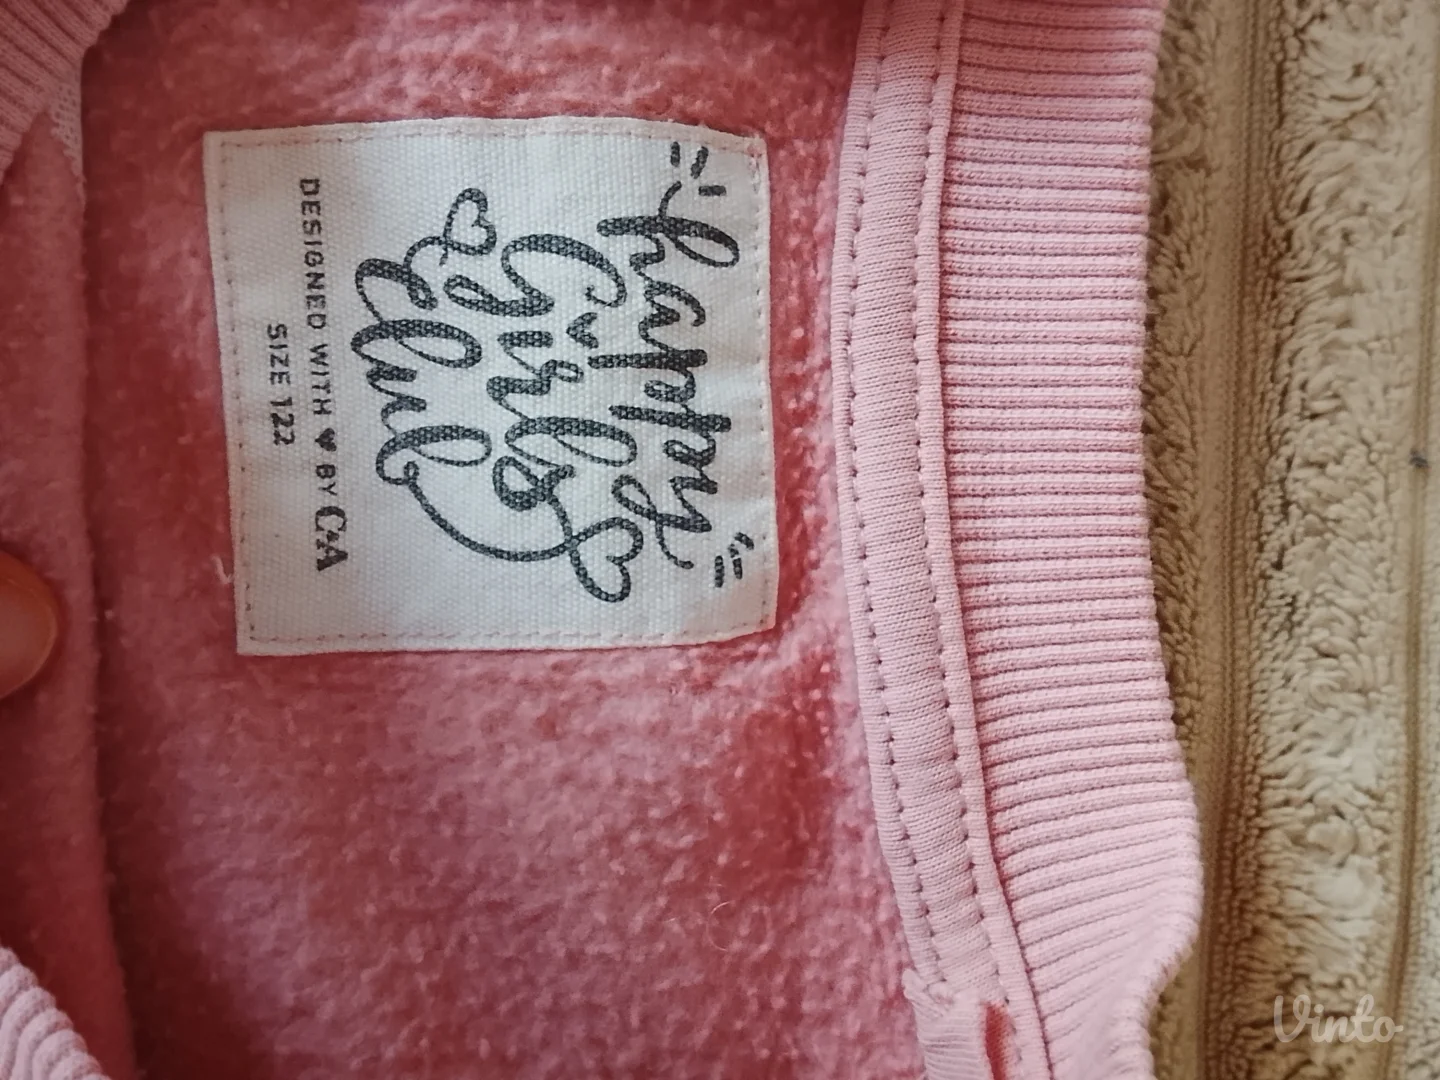 happy
Girls
Club
DESIGNED WITH ♥ BY C&A
SIZE 122
Vinto